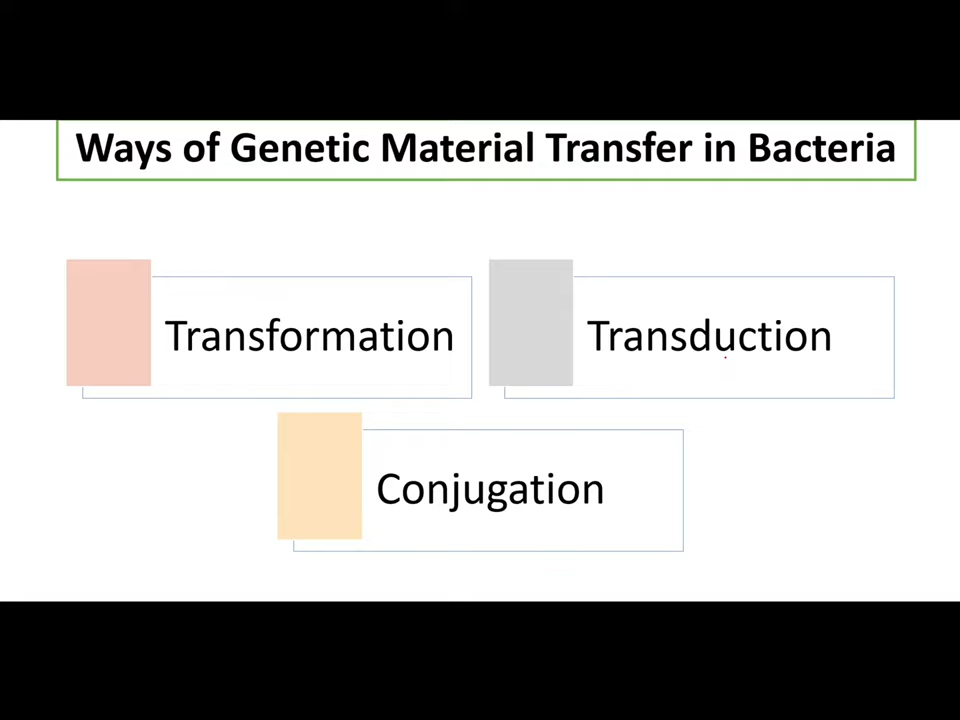 Ways of Genetic Material Transfer in Bacteria
Transformation
Transduction
Conjugation